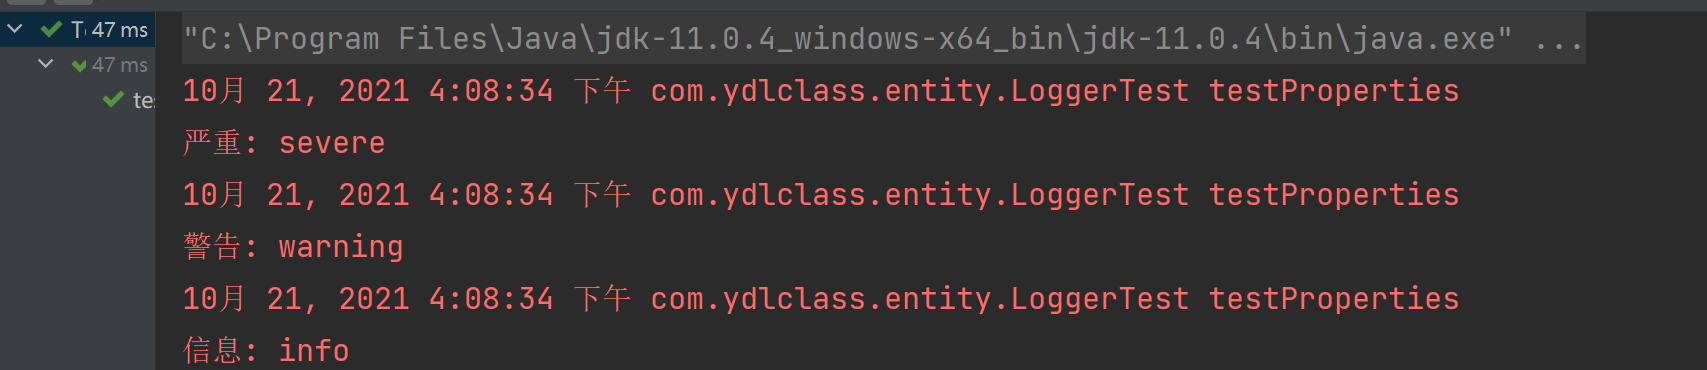 47 ms
"C:\Program Files\Java\jdk-11.0.4_windows-x64_bin\jdk-11.0.4\bin\java.exe" ...
47 ms
10月 21, 2021 4:08:34 下午 com.ydlclass.entity.LoggerTest testProperties
严重: severe
10月 21, 2021 4:08:34 下午 com.ydlclass.entity.LoggerTest testProperties
警告: warning
10月 21, 2021 4:08:34 下午 com.ydlclass.entity.LoggerTest testProperties
信息: info